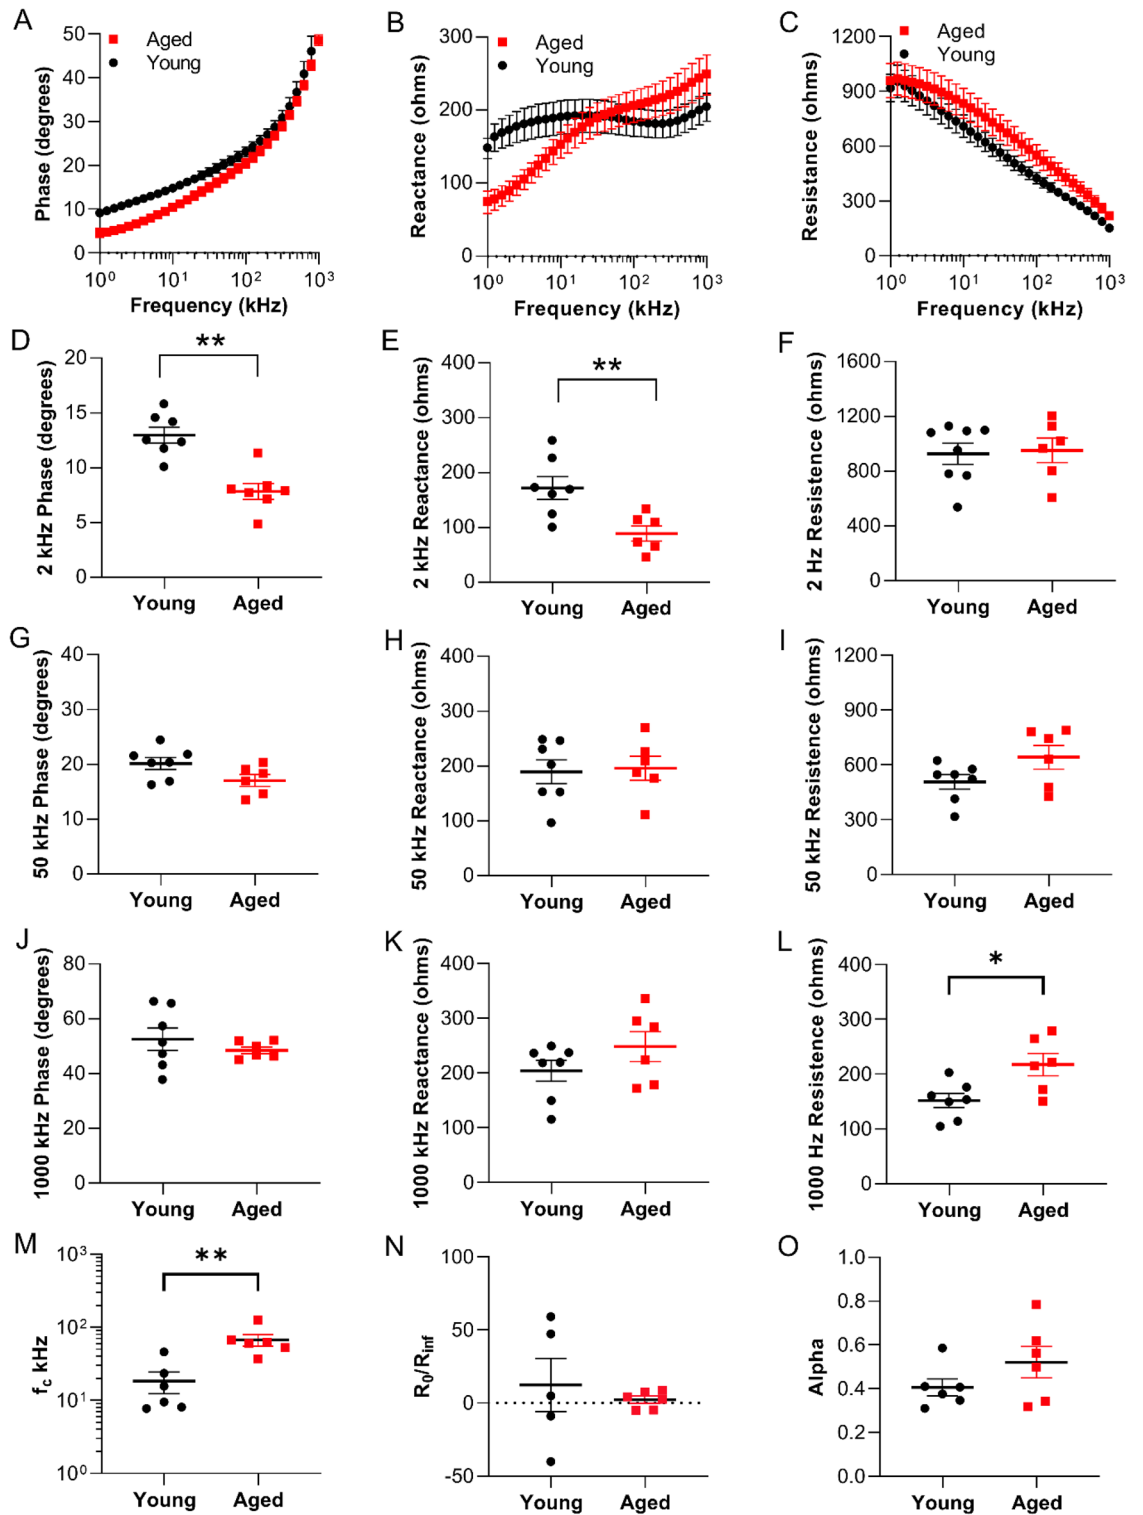 A
Phase (degrees)
50
40
30
20
10
0
Aged
Young
10⁰
10¹
10²
10³
Frequency (kHz)
B
Reactance (ohms)
300
200
100
0
Aged
Young
10⁰
10¹
10²
10³
Frequency (kHz)
C
Resistance (ohms)
1200
900
600
300
0
Aged
Young
10⁰
10¹
10²
10³
Frequency (kHz)
D
2 kHz Phase (degrees)
20
15
10
5
0
**
Young
Aged
E
2 kHz Reactance (ohms)
400
300
200
100
0
**
Young
Aged
F
2 Hz Resistence (ohms)
1600
1200
800
400
0
Young
Aged
G
50 kHz Phase (degrees)
40
30
20
10
0
Young
Aged
H
50 kHz Reactance (ohms)
400
300
200
100
0
Young
Aged
I
50 kHz Resistence (ohms)
1200
900
600
300
0
Young
Aged
J
1000 kHz Phase (degrees)
80
60
40
20
0
Young
Aged
K
1000 kHz Reactance (ohms)
400
300
200
100
0
Young
Aged
L
1000 Hz Resistence (ohms)
400
300
200
100
0
*
Young
Aged
M
f_c kHz
10³
10²
10¹
10⁰
**
Young
Aged
N
R₀/R_inf
100
50
0
-50
Young
Aged
O
Alpha
1.0
0.8
0.6
0.4
0.2
0.0
Young
Aged